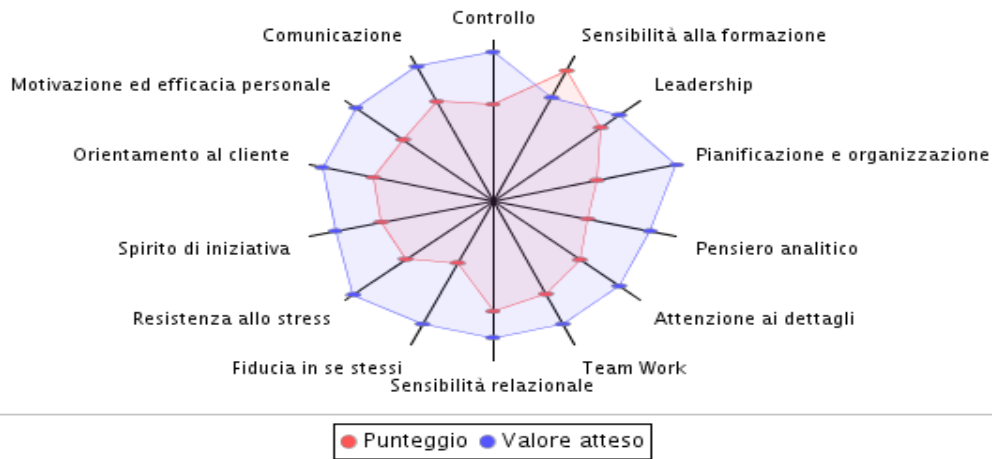 Controllo
Comunicazione
Sensibilità alla formazione
Motivazione ed efficacia personale
Leadership
Orientamento al cliente
Pianificazione e organizzazione
Spirito di iniziativa
Pensiero analitico
Resistenza allo stress
Attenzione ai dettagli
Fiducia in se stessi
Team Work
Sensibilità relazionale
Punteggio Valore atteso